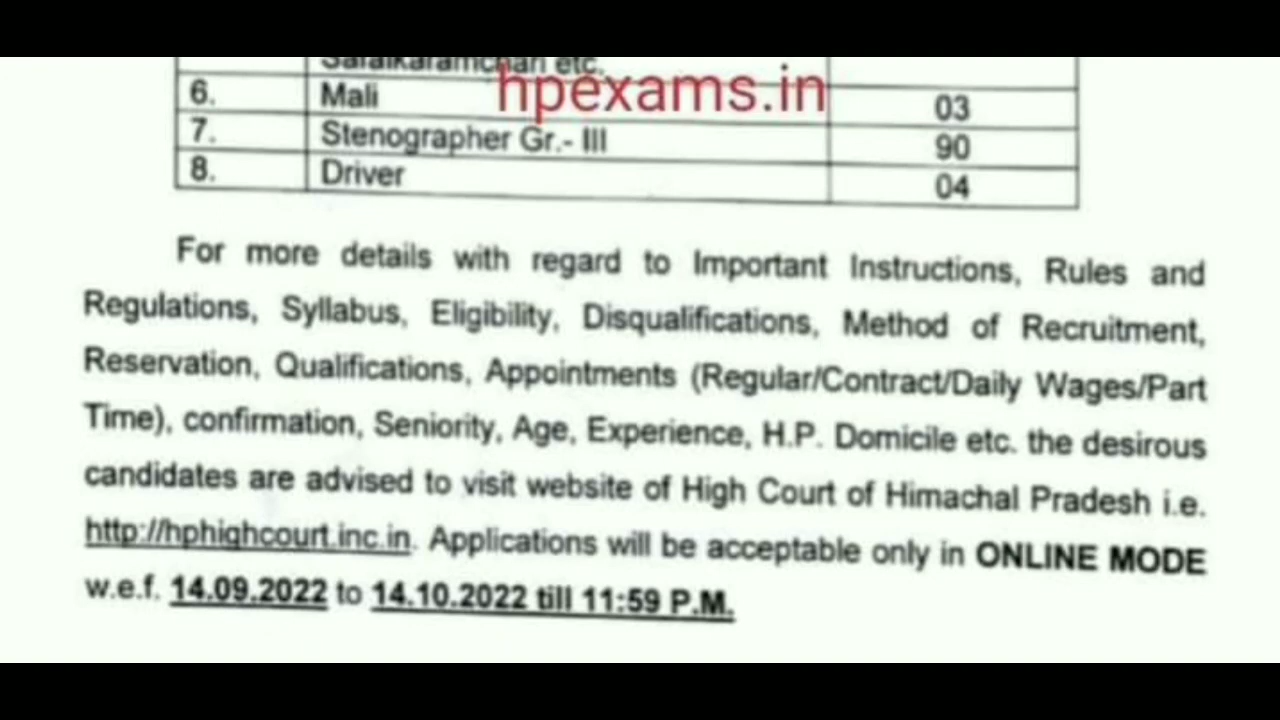 Safaikaramchari etc.
hpexams.in
6. Mali 03
7. Stenographer Gr.- III 90
8. Driver 04
For more details with regard to Important Instructions, Rules and
Regulations, Syllabus, Eligibility, Disqualifications, Method of Recruitment,
Reservation, Qualifications, Appointments (Regular/Contract/Daily Wages/Part
Time), confirmation, Seniority, Age, Experience, H.P. Domicile etc. the desirous
candidates are advised to visit website of High Court of Himachal Pradesh i.e.
http://hphighcourt.inc.in. Applications will be acceptable only in ONLINE MODE
w.e.f. 14.09.2022 to 14.10.2022 till 11:59 P.M.